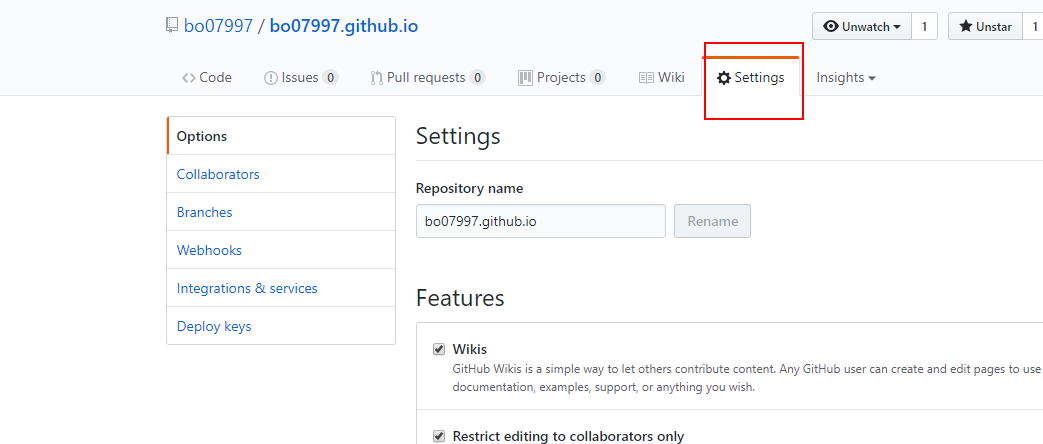 bo07997 / bo07997.github.io
Unwatch 1 Unstar 1
Code Issues 0 Pull requests 0 Projects 0 Wiki Settings Insights
Options
Collaborators
Branches
Webhooks
Integrations & services
Deploy keys
Settings
Repository name
bo07997.github.io Rename
Features
Wikis
GitHub Wikis is a simple way to let others contribute content. Any GitHub user can create and edit pages to use
documentation, examples, support, or anything you wish.
Restrict editing to collaborators only